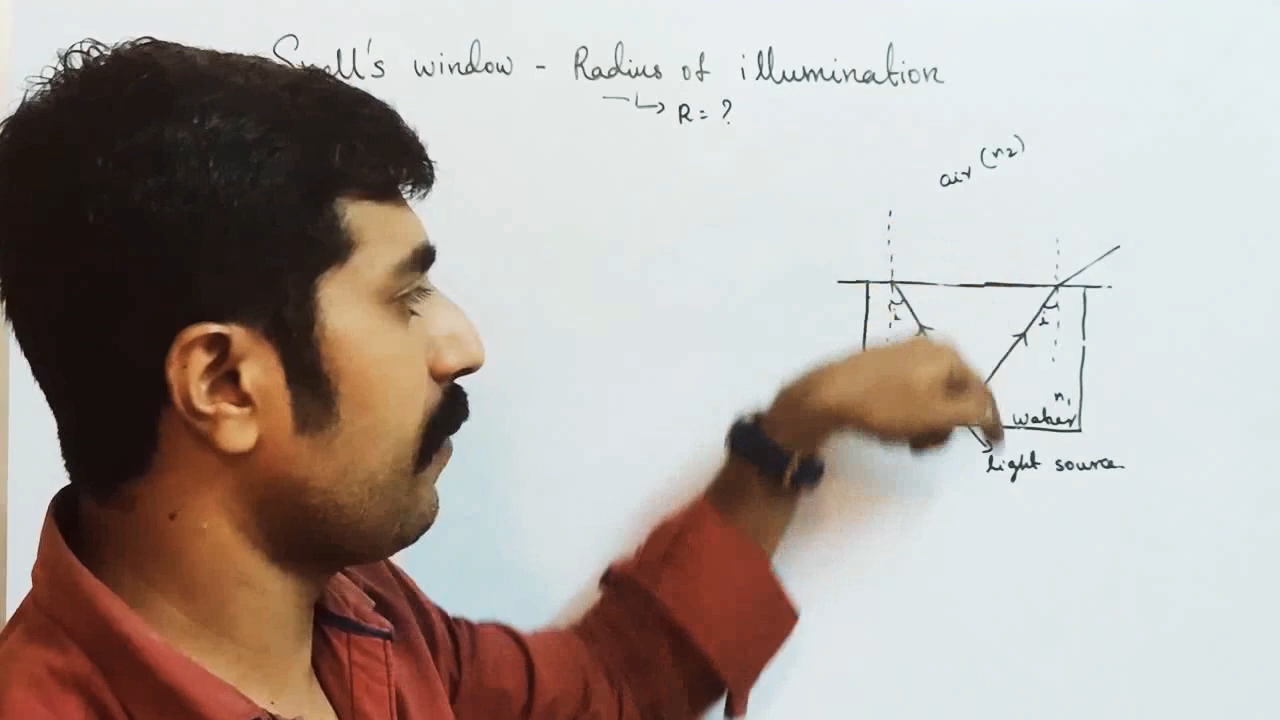 Snell's window - Radius of illumination
R = ?
air (n2)
i
i
n1
water
light source